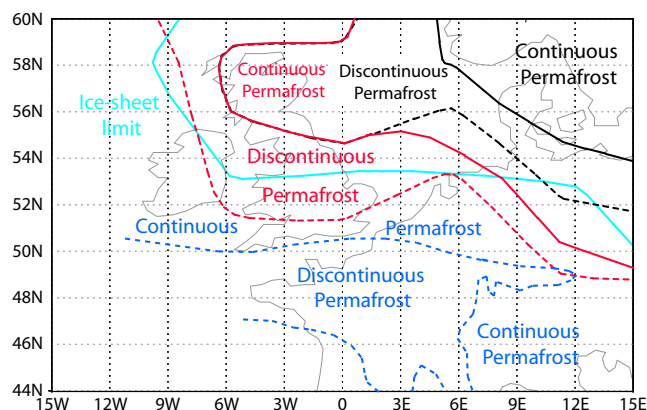 60N
58N
56N
54N
52N
50N
48N
46N
44N
15W 12W 9W 6W 3W 0 3E 6E 9E 12E 15E
Ice-sheet
limit
Continuous
Permafrost
Discontinuous
Permafrost
Continuous
Permafrost
Discontinuous
Permafrost
Continuous
Permafrost
Discontinuous
Permafrost
Continuous
Permafrost